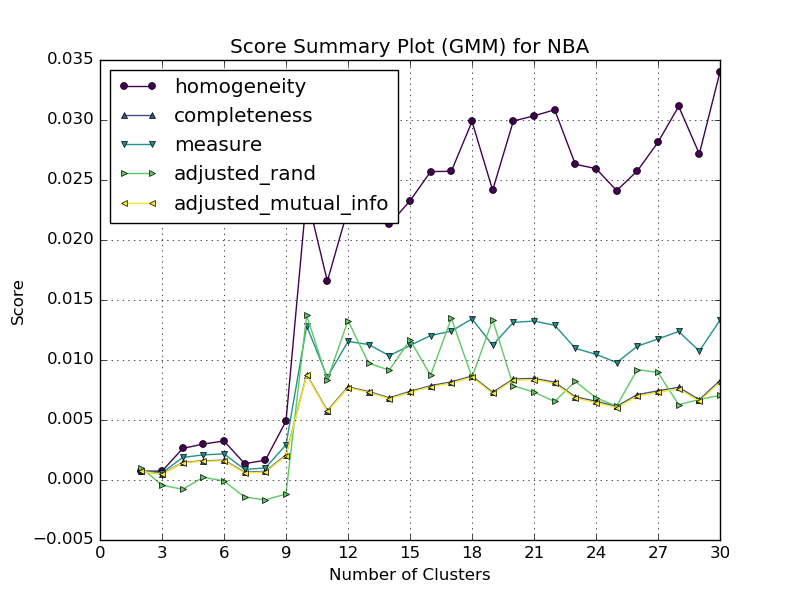 Score Summary Plot (GMM) for NBA
0.035
0.030
0.025
0.020
0.015
0.010
0.005
0.000
−0.005
Score
homogeneity
completeness
measure
adjusted_rand
adjusted_mutual_info
0 3 6 9 12 15 18 21 24 27 30
Number of Clusters